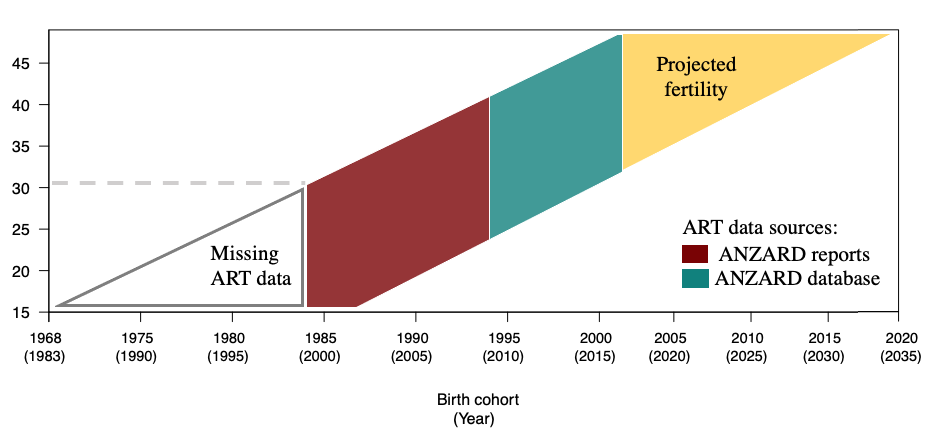 45
40
35
30
25
20
15
Projected
fertility
Missing
ART data
ART data sources:
ANZARD reports
ANZARD database
1968 1975 1980 1985 1990 1995 2000 2005 2010 2015 2020
(1983) (1990) (1995) (2000) (2005) (2010) (2015) (2020) (2025) (2030) (2035)
Birth cohort
(Year)